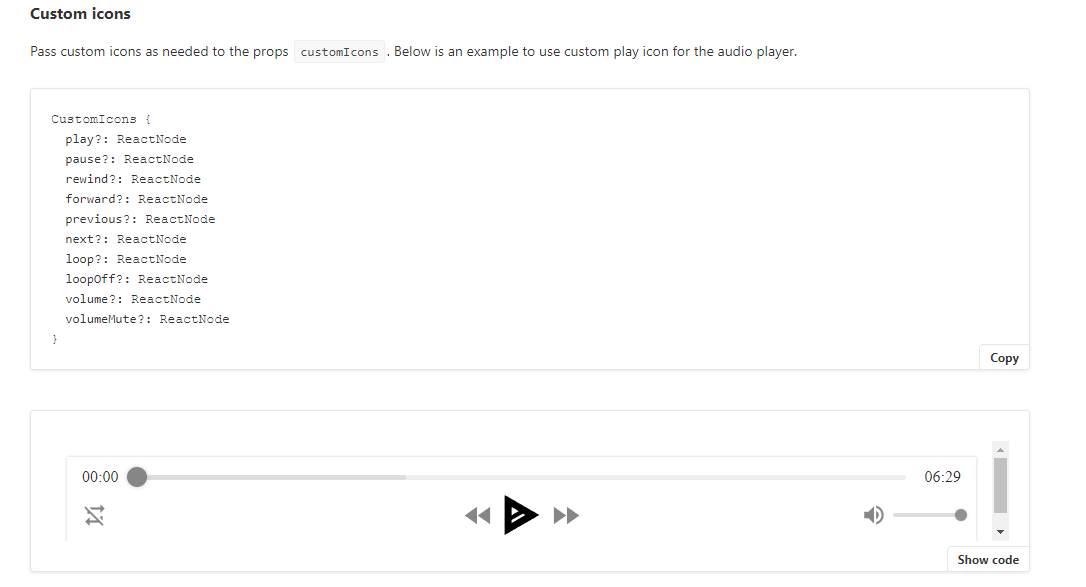 Custom icons
Pass custom icons as needed to the props customIcons . Below is an example to use custom play icon for the audio player.
CustomIcons {
play?: ReactNode
pause?: ReactNode
rewind?: ReactNode
forward?: ReactNode
previous?: ReactNode
next?: ReactNode
loop?: ReactNode
loopOff?: ReactNode
volume?: ReactNode
volumeMute?: ReactNode
}
Copy
00:00 06:29
Show code